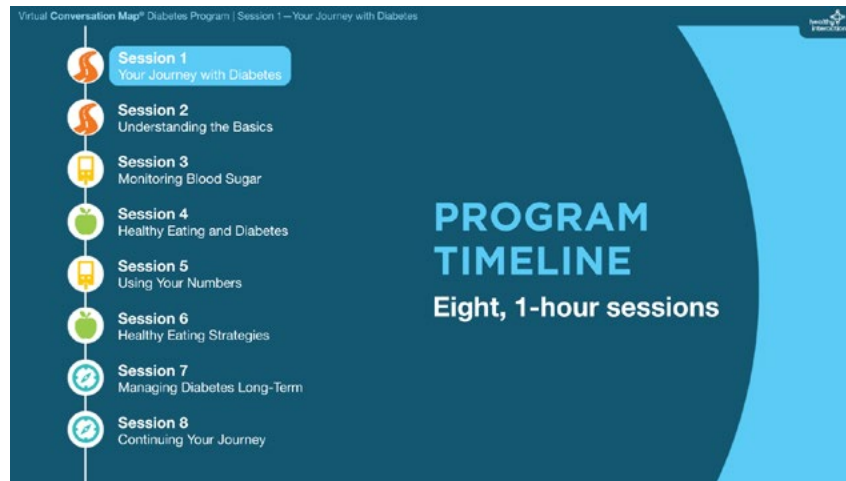 Virtual Conversation Map® Diabetes Program | Session 1—Your Journey with Diabetes
healthy
interactions
Session 1
Your Journey with Diabetes
Session 2
Understanding the Basics
Session 3
Monitoring Blood Sugar
Session 4
Healthy Eating and Diabetes
Session 5
Using Your Numbers
Session 6
Healthy Eating Strategies
Session 7
Managing Diabetes Long-Term
Session 8
Continuing Your Journey
PROGRAM
TIMELINE
Eight, 1-hour sessions